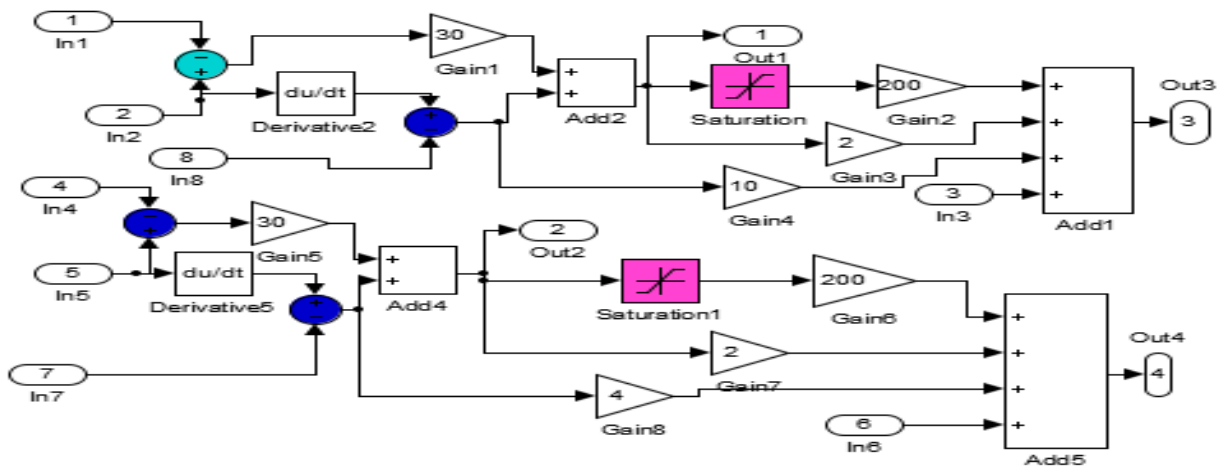 1
In1
30
Gain1
1
Out1
−
+
2
In2
du/dt
Derivative2
+
−
+
+
Add2
Saturation
200
Gain2
+
+
+
+
Add1
Out3
3
8
In8
2
Gain3
10
Gain4
3
In3
4
In4
−
30
Gain5
2
Out2
5
In5
du/dt
Derivative5
+
−
+
+
Add4
Saturation1
200
Gain6
+
+
+
+
Add5
Out4
4
7
In7
2
Gain7
4
Gain8
6
In6